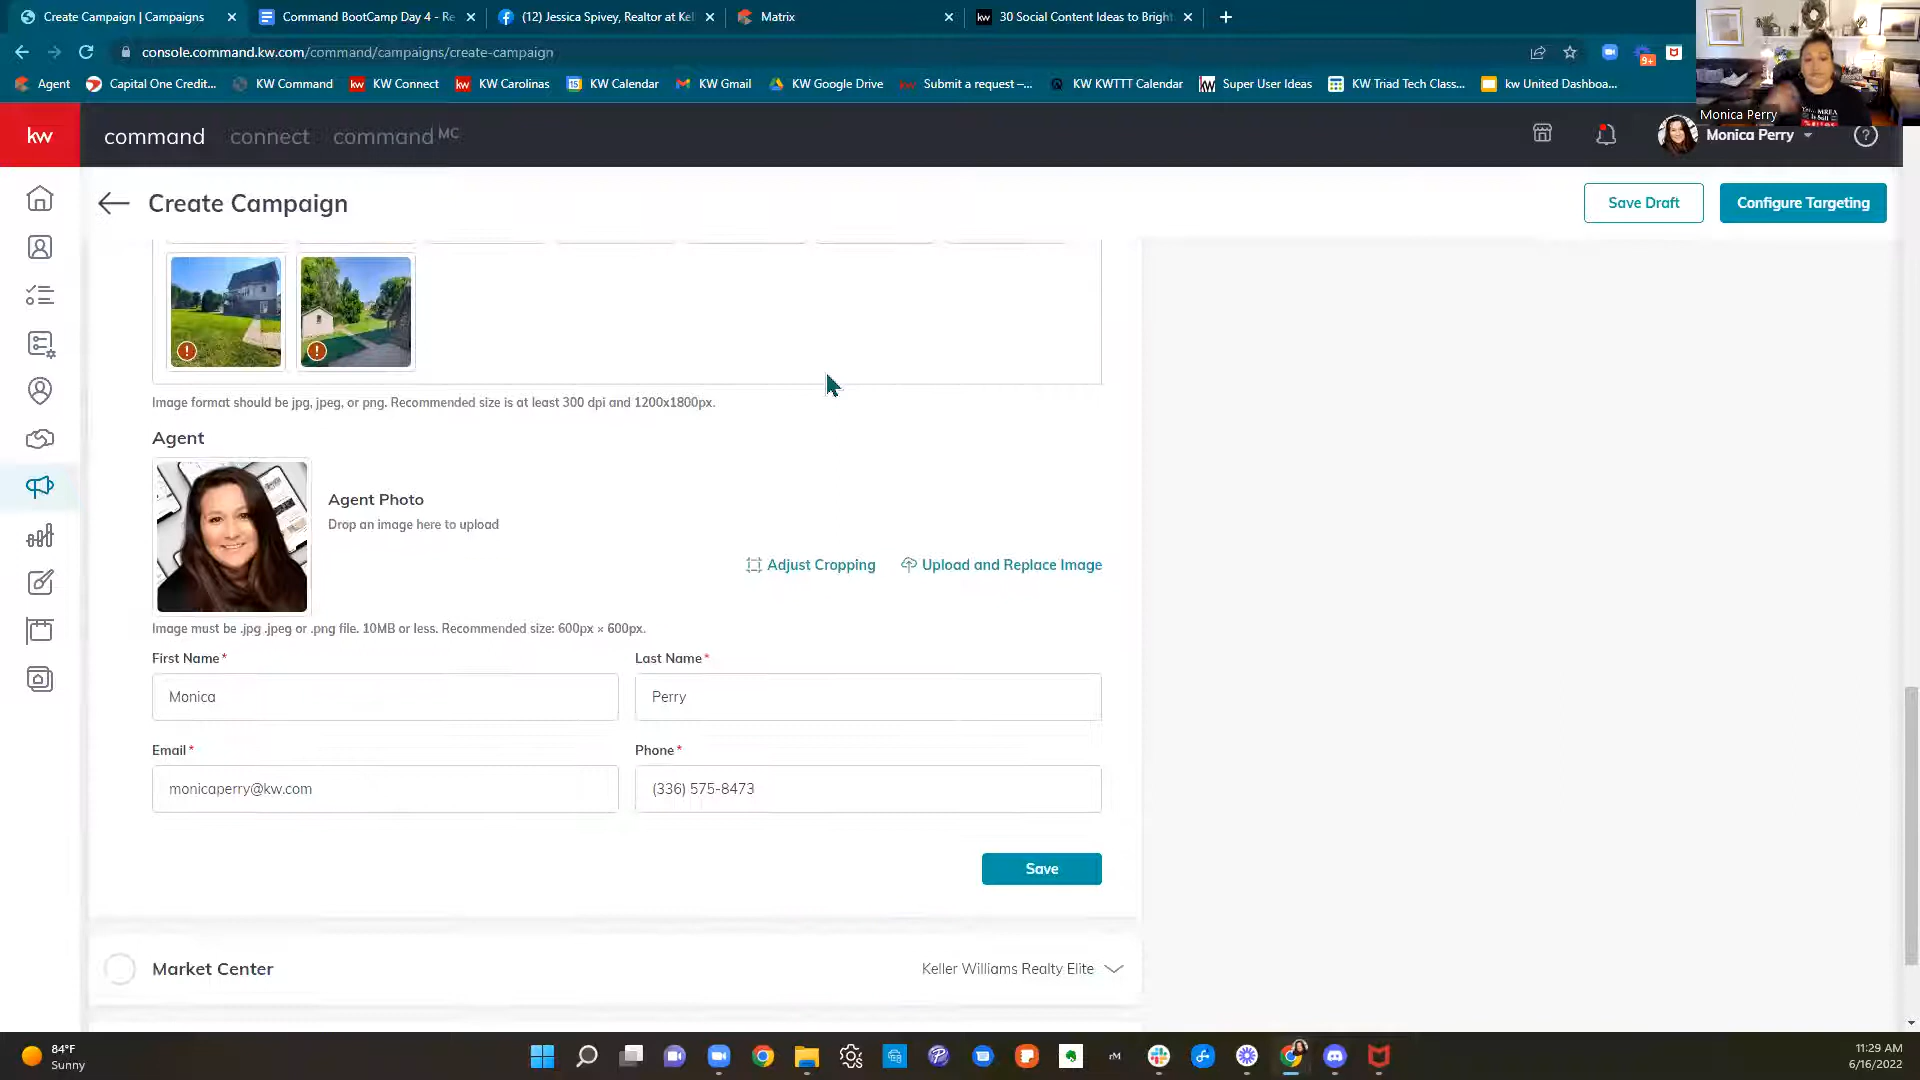 Create Campaign | Campaigns
Command BootCamp Day 4 - Re
(12) Jessica Spivey, Realtor at Kel
Matrix
kw 30 Social Content Ideas to Bright
console.command.kw.com/command/campaigns/create-campaign
9+
Agent
Capital One Credit...
KW Command
kw KW Connect
kw KW Carolinas
KW Calendar
KW Gmail
KW Google Drive
kw Submit a request –...
KW KWTTT Calendar
Super User Ideas
KW Triad Tech Class...
kw United Dashboa...
Monica Perry
kw
command
connect
command MC
Monica Perry
?
Create Campaign
Save Draft
Configure Targeting
!
!
Image format should be jpg, jpeg, or png. Recommended size is at least 300 dpi and 1200x1800px.
Agent
Agent Photo
Drop an image here to upload
Adjust Cropping
Upload and Replace Image
Image must be .jpg .jpeg or .png file. 10MB or less. Recommended size: 600px × 600px.
First Name*
Last Name*
Monica
Perry
Email*
Phone*
monicaperry@kw.com
(336) 575-8473
Save
Market Center
Keller Williams Realty Elite
84°F
Sunny
rM
11:29 AM
6/16/2022